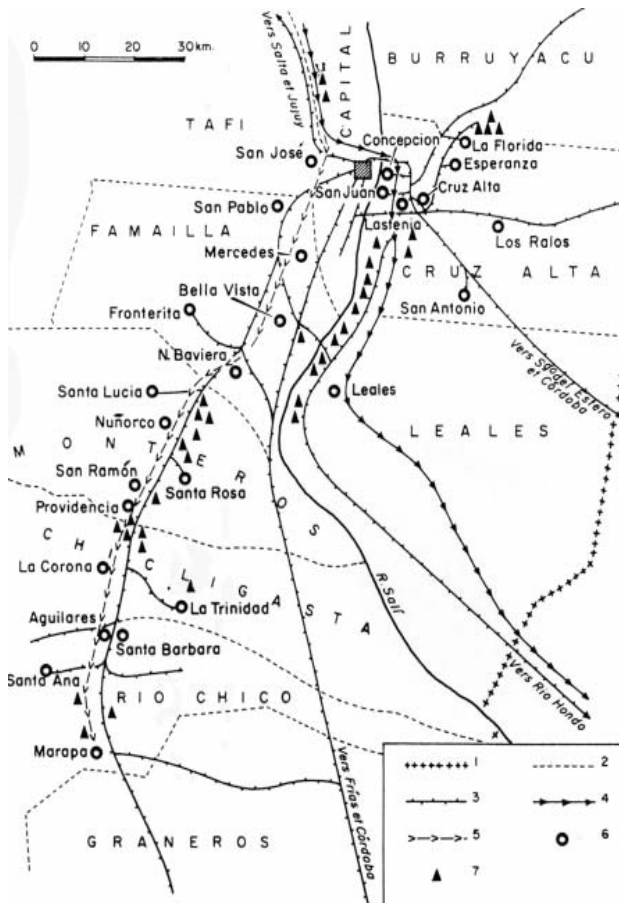 0 10 20 30 km.
Vers Salta et Jujuy
CAPITAL
BURRUYACU
TAFI
Concepcion
La Florida
San José
Esperanza
San Juan
Cruz Alta
San Pablo
Lastenia
FAMAILLA
Los Ralos
Mercedes
CRUZ ALTA
Bella Vista
San Antonio
Fronterita
N. Baviera
Vers Sgo del Estero et Córdoba
Santa Lucia
Leales
Nuñorco
LEALES
MONTEROS
San Ramón
Santa Rosa
Providencia
CHICLIGASTA
La Corona
La Trinidad
R. Salí
Aguilares
Santa Barbara
Santa Ana
Vers Rio Hondo
RIO CHICO
Marapa
Vers Frías et Córdoba
GRANEROS
1 2
3 4
5 6
7